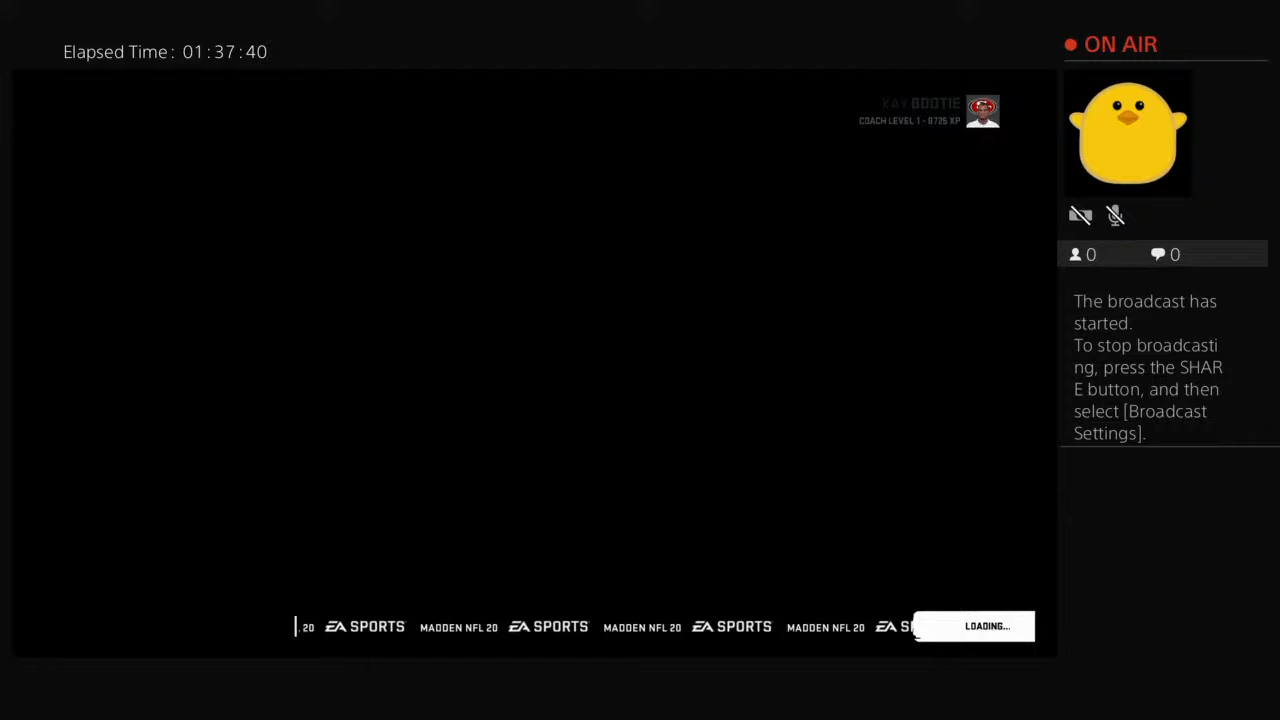 Elapsed Time: 01:37:40
ON AIR
KAY BOOTIE
COACH LEVEL 1 - 8725 XP
0 0
The broadcast has
started.
To stop broadcasti
ng, press the SHAR
E button, and then
select [Broadcast
Settings].
20 EA SPORTS MADDEN NFL 20 EA SPORTS MADDEN NFL 20 EA SPORTS MADDEN NFL 20 EA SP LOADING...